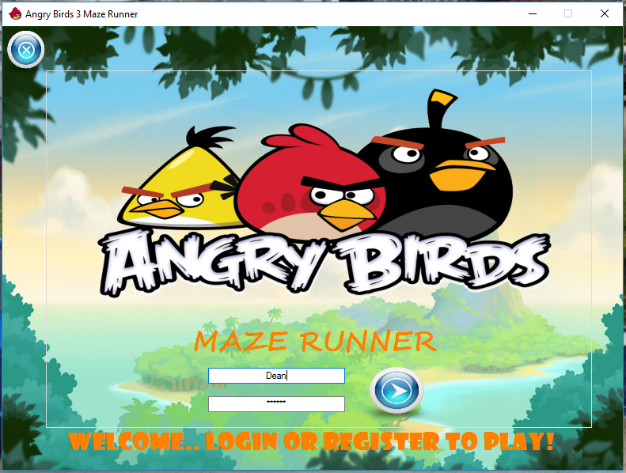 Angry Birds 3 Maze Runner
ANGRY BIRDS
MAZE RUNNER
Dean
******
WELCOME.. LOGIN OR REGISTER TO PLAY!